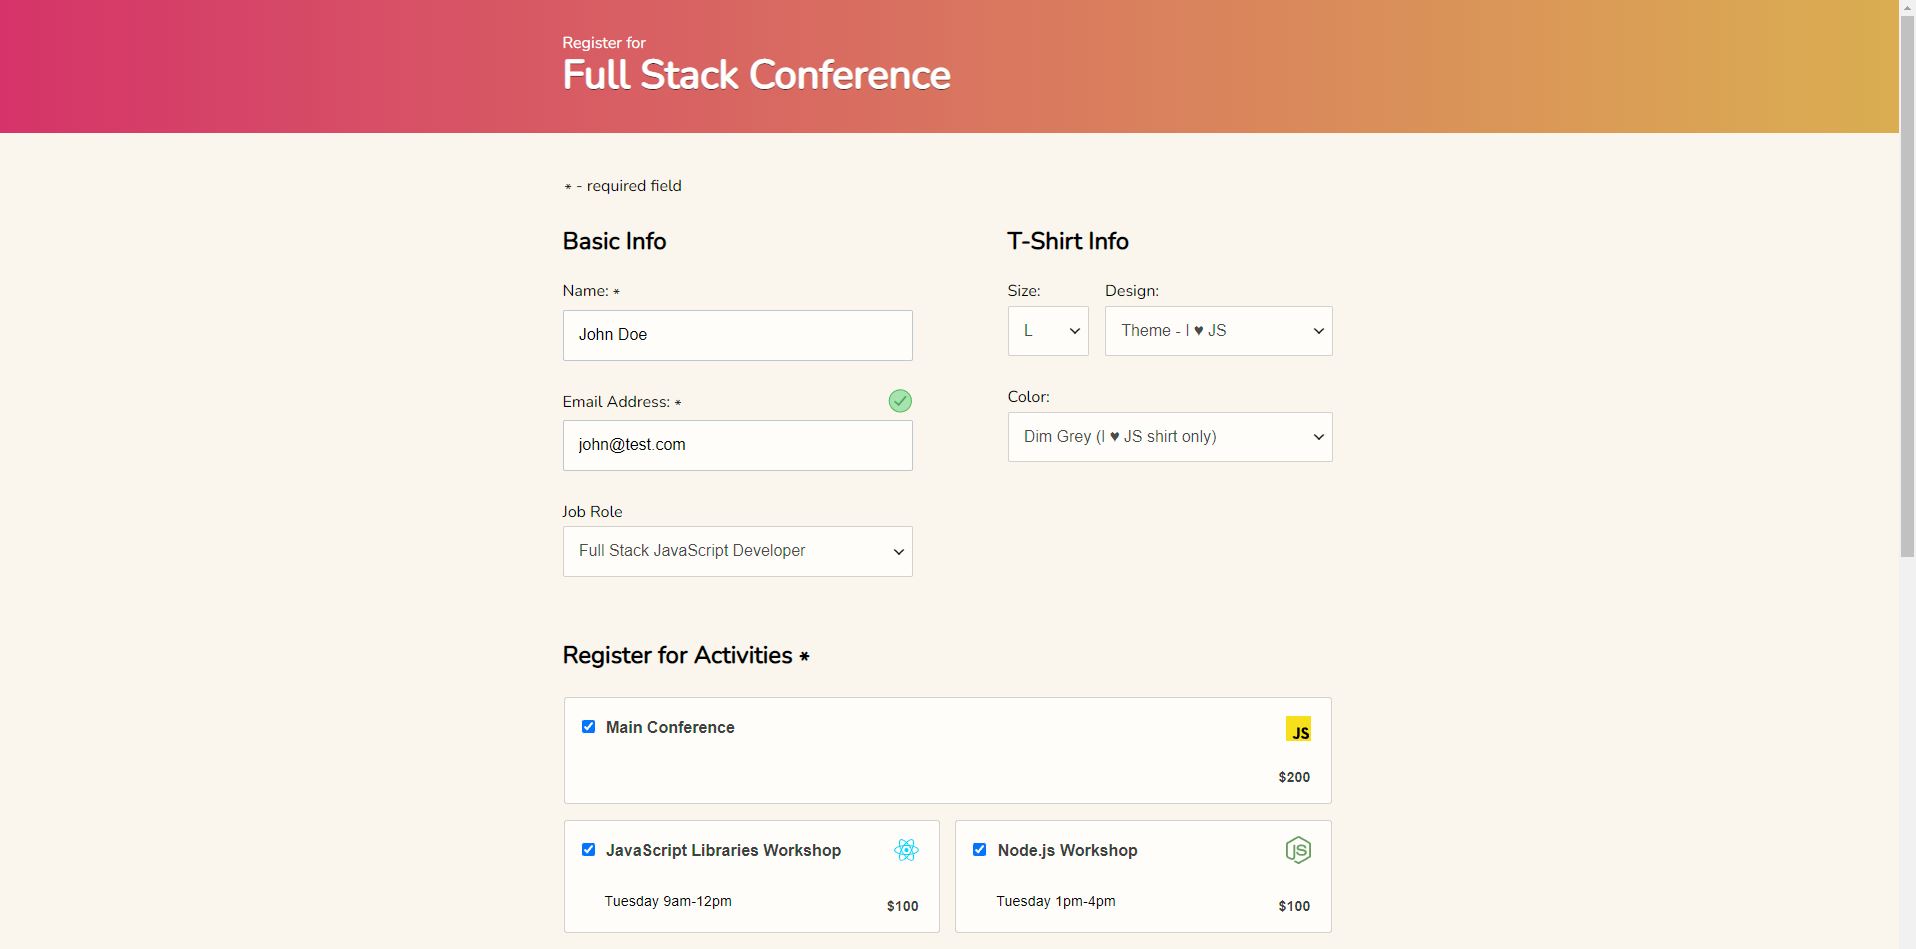 Register for
Full Stack Conference
* - required field
Basic Info
Name: *
John Doe
Email Address: *
john@test.com
Job Role
Full Stack JavaScript Developer
T-Shirt Info
Size:
L
Design:
Theme - I ♥ JS
Color:
Dim Grey (I ♥ JS shirt only)
Register for Activities *
Main Conference
JS
$200
JavaScript Libraries Workshop
Tuesday 9am-12pm
$100
Node.js Workshop
JS
Tuesday 1pm-4pm
$100